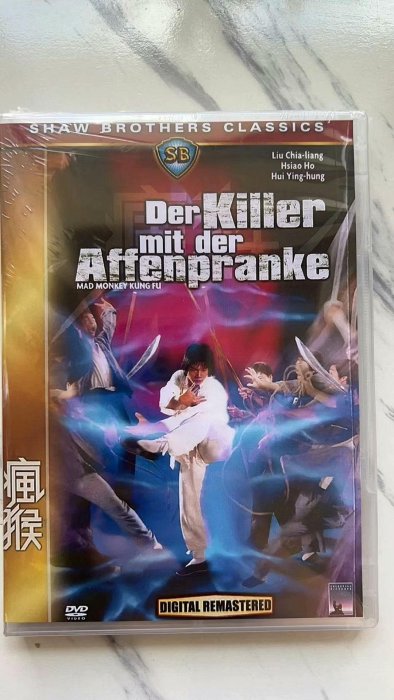 SHAW BROTHERS CLASSICS
SB
Liu Chia-liang
Hsiao Ho
Hui Ying-hung
Der Killer
mit der
Affenpranke
MAD MONKEY KUNG FU
瘋
猴
DVD
VIDEO
DIGITAL REMASTERED